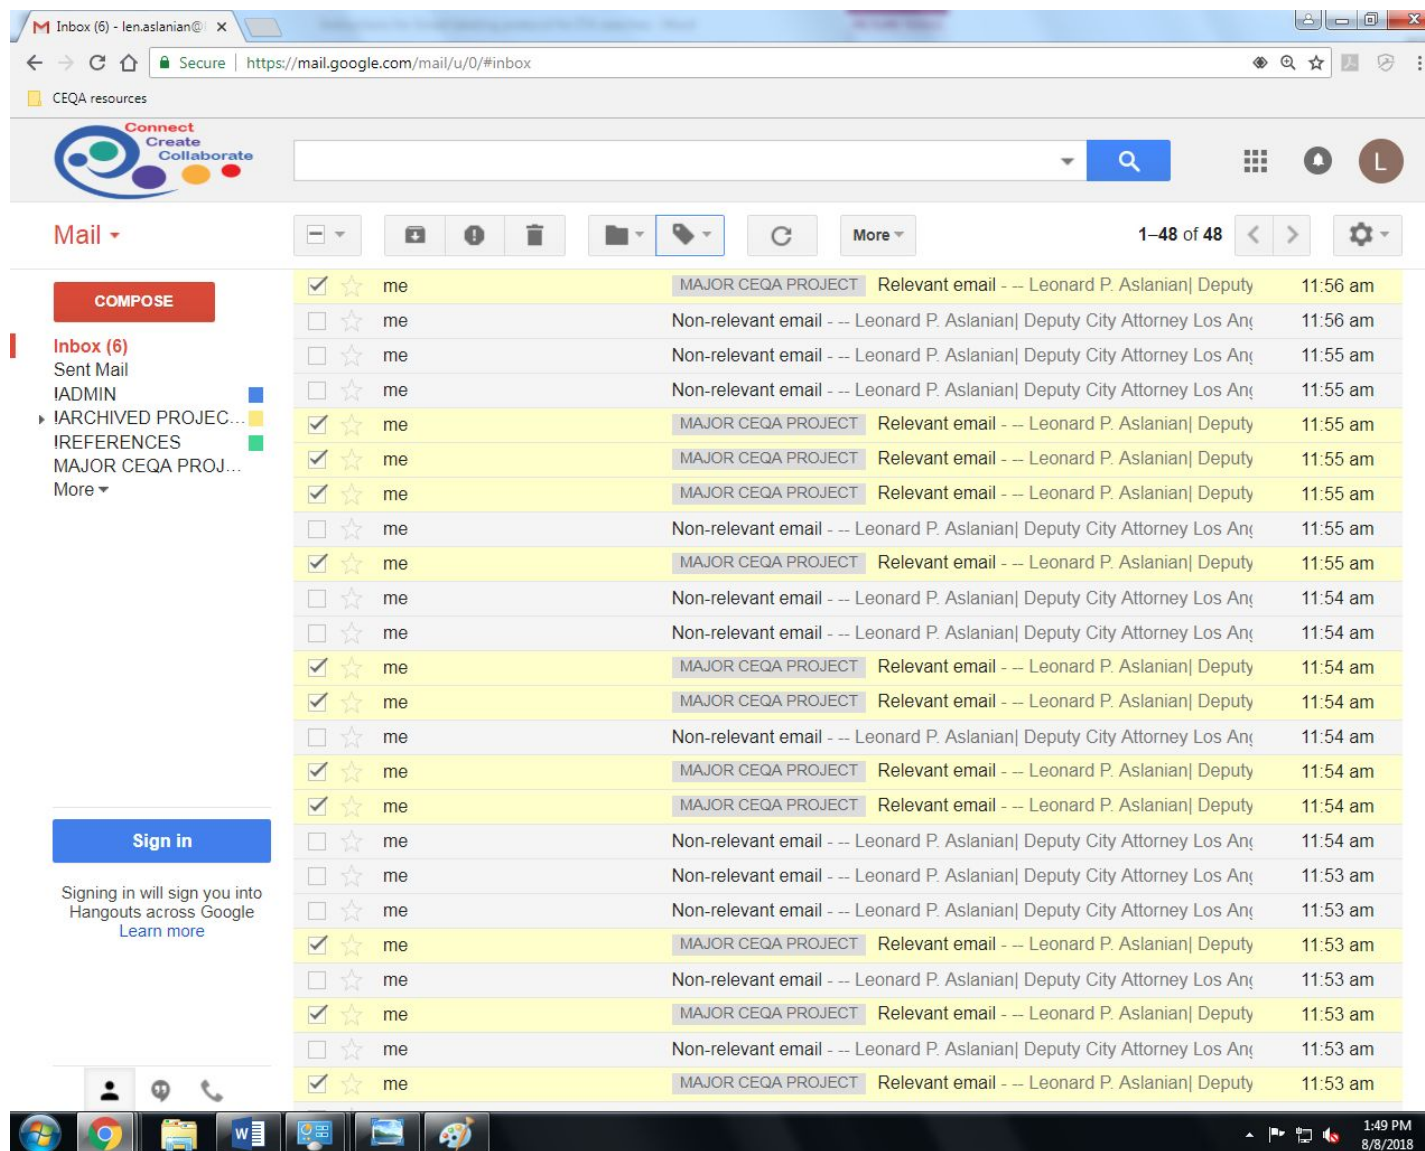 Inbox (6) - len.aslanian@
Secure | https://mail.google.com/mail/u/0/#inbox
CEQA resources
Connect
Create
Collaborate
L
Mail
More
1–48 of 48
COMPOSE
Inbox (6)
Sent Mail
!ADMIN
!ARCHIVED PROJEC...
!REFERENCES
MAJOR CEQA PROJ...
More
me MAJOR CEQA PROJECT Relevant email - -- Leonard P. Aslanian| Deputy 11:56 am
me Non-relevant email - -- Leonard P. Aslanian| Deputy City Attorney Los Ang 11:56 am
me Non-relevant email - -- Leonard P. Aslanian| Deputy City Attorney Los Ang 11:55 am
me Non-relevant email - -- Leonard P. Aslanian| Deputy City Attorney Los Ang 11:55 am
me MAJOR CEQA PROJECT Relevant email - -- Leonard P. Aslanian| Deputy 11:55 am
me MAJOR CEQA PROJECT Relevant email - -- Leonard P. Aslanian| Deputy 11:55 am
me MAJOR CEQA PROJECT Relevant email - -- Leonard P. Aslanian| Deputy 11:55 am
me Non-relevant email - -- Leonard P. Aslanian| Deputy City Attorney Los Ang 11:55 am
me MAJOR CEQA PROJECT Relevant email - -- Leonard P. Aslanian| Deputy 11:55 am
me Non-relevant email - -- Leonard P. Aslanian| Deputy City Attorney Los Ang 11:54 am
me Non-relevant email - -- Leonard P. Aslanian| Deputy City Attorney Los Ang 11:54 am
me MAJOR CEQA PROJECT Relevant email - -- Leonard P. Aslanian| Deputy 11:54 am
me MAJOR CEQA PROJECT Relevant email - -- Leonard P. Aslanian| Deputy 11:54 am
me Non-relevant email - -- Leonard P. Aslanian| Deputy City Attorney Los Ang 11:54 am
me MAJOR CEQA PROJECT Relevant email - -- Leonard P. Aslanian| Deputy 11:54 am
me MAJOR CEQA PROJECT Relevant email - -- Leonard P. Aslanian| Deputy 11:54 am
me Non-relevant email - -- Leonard P. Aslanian| Deputy City Attorney Los Ang 11:54 am
me Non-relevant email - -- Leonard P. Aslanian| Deputy City Attorney Los Ang 11:53 am
me Non-relevant email - -- Leonard P. Aslanian| Deputy City Attorney Los Ang 11:53 am
me MAJOR CEQA PROJECT Relevant email - -- Leonard P. Aslanian| Deputy 11:53 am
me Non-relevant email - -- Leonard P. Aslanian| Deputy City Attorney Los Ang 11:53 am
me MAJOR CEQA PROJECT Relevant email - -- Leonard P. Aslanian| Deputy 11:53 am
me Non-relevant email - -- Leonard P. Aslanian| Deputy City Attorney Los Ang 11:53 am
me MAJOR CEQA PROJECT Relevant email - -- Leonard P. Aslanian| Deputy 11:53 am
Sign in
Signing in will sign you into
Hangouts across Google
Learn more
1:49 PM
8/8/2018